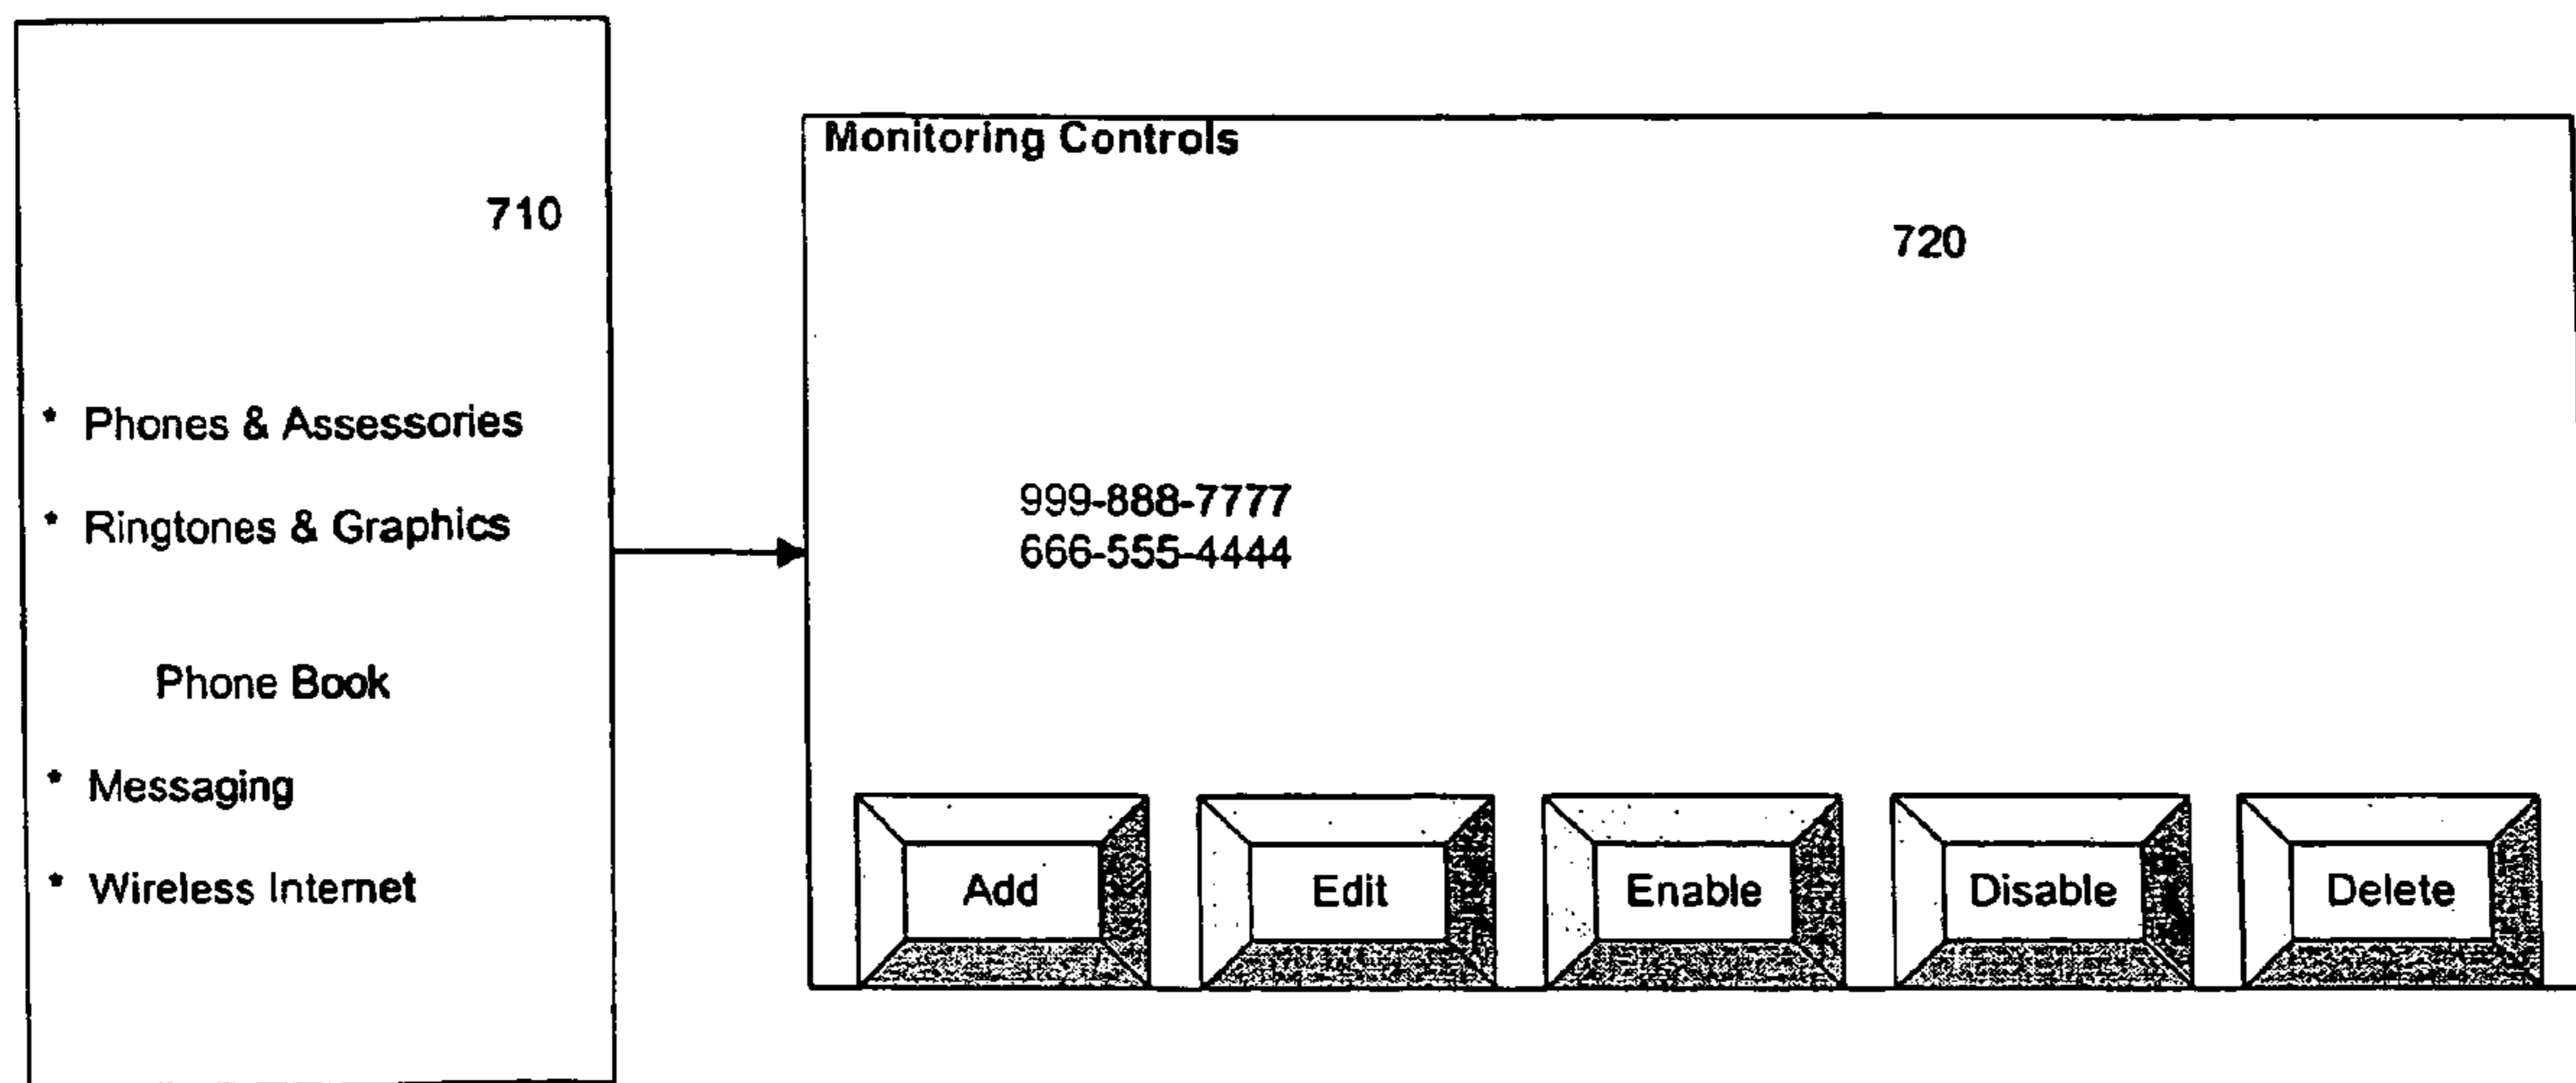 710
* Phones & Assessories
* Ringtones & Graphics
Phone Book
* Messaging
* Wireless Internet
Monitoring Controls
720
999-888-7777
666-555-4444
Add
Edit
Enable
Disable
Delete